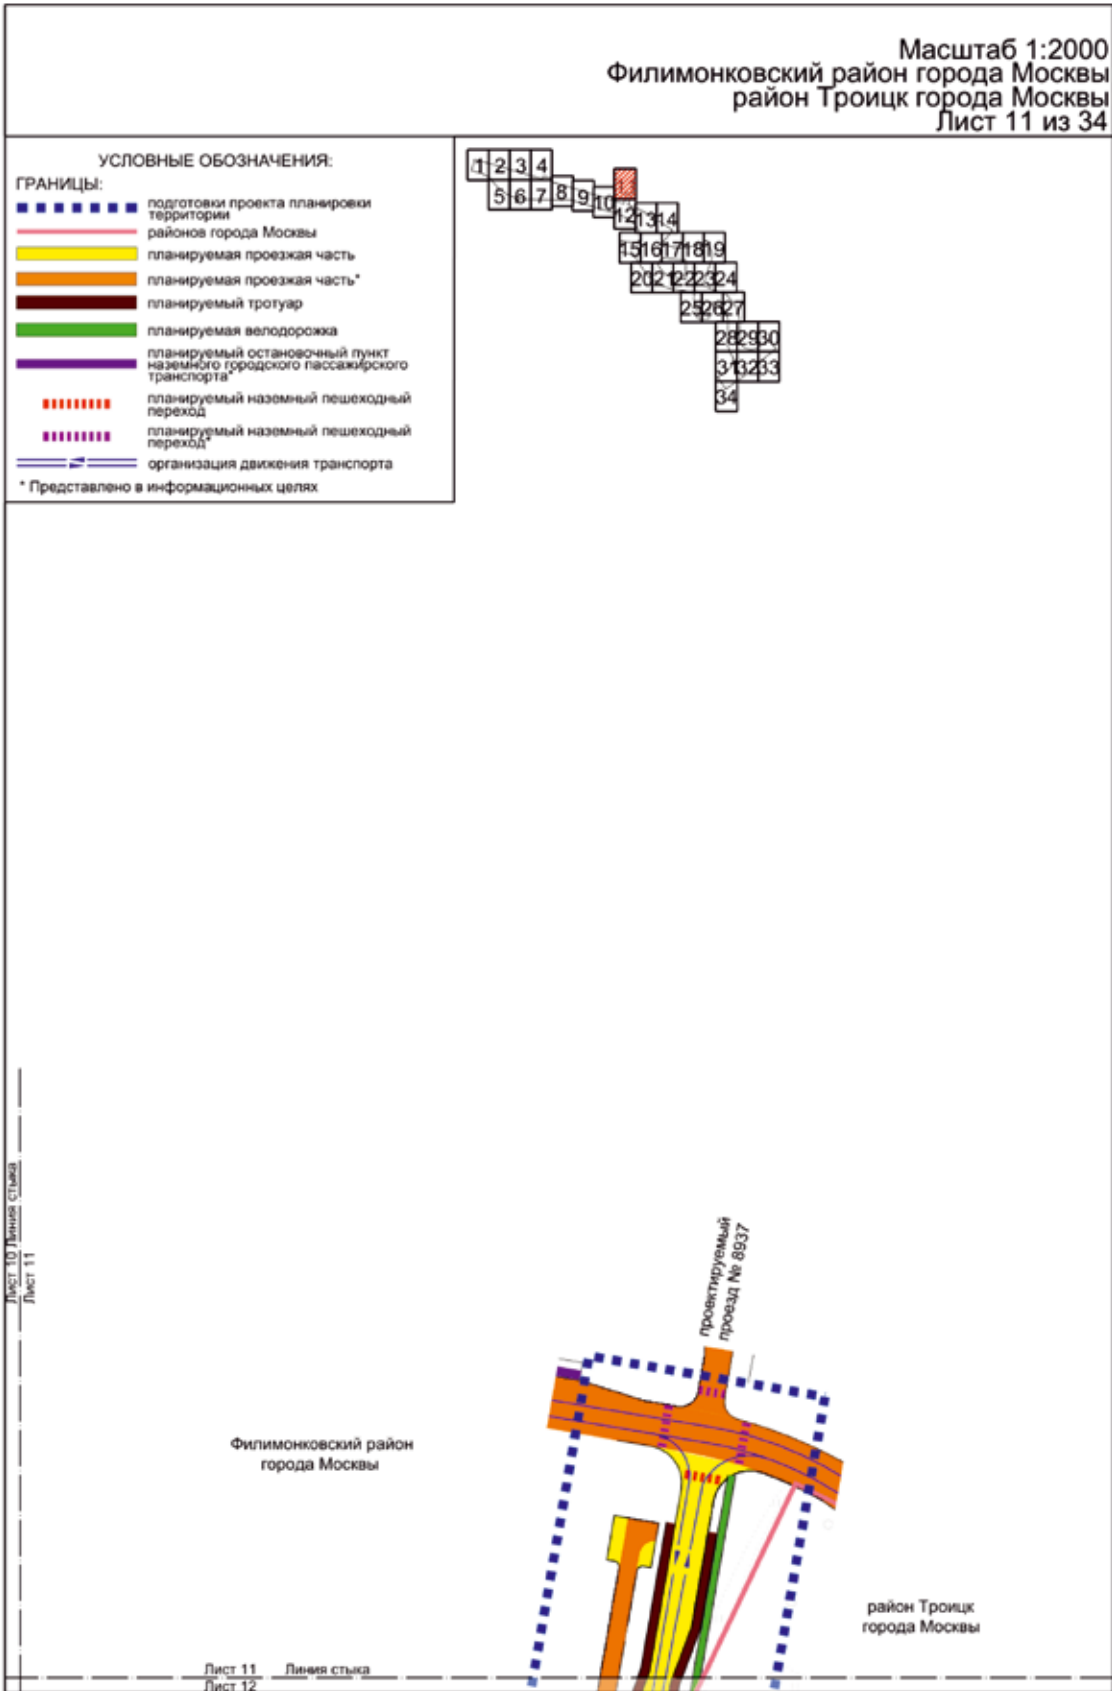 Масштаб 1:2000
Филимонковский район города Москвы
район Троицк города Москвы
Лист 11 из 34
УСЛОВНЫЕ ОБОЗНАЧЕНИЯ:
ГРАНИЦЫ:
подготовки проекта планировки
территории
районов города Москвы
планируемая проезжая часть
планируемая проезжая часть*
планируемый тротуар
планируемая велодорожка
планируемый остановочный пункт
наземного городского пассажирского
транспорта*
планируемый наземный пешеходный
переход
планируемый наземный пешеходный
переход*
организация движения транспорта
* Представлено в информационных целях
1 2 3 4
5 6 7 8 9 10 11
12 13 14
15 16 17 18 19
20 21 22 23 24
25 26 27
28 29 30
31 32 33
34
Лист 10 Линия стыка
Лист 11
проектируемый
проезд № 8937
Филимонковский район
города Москвы
район Троицк
города Москвы
Лист 11 Линия стыка
Лист 12